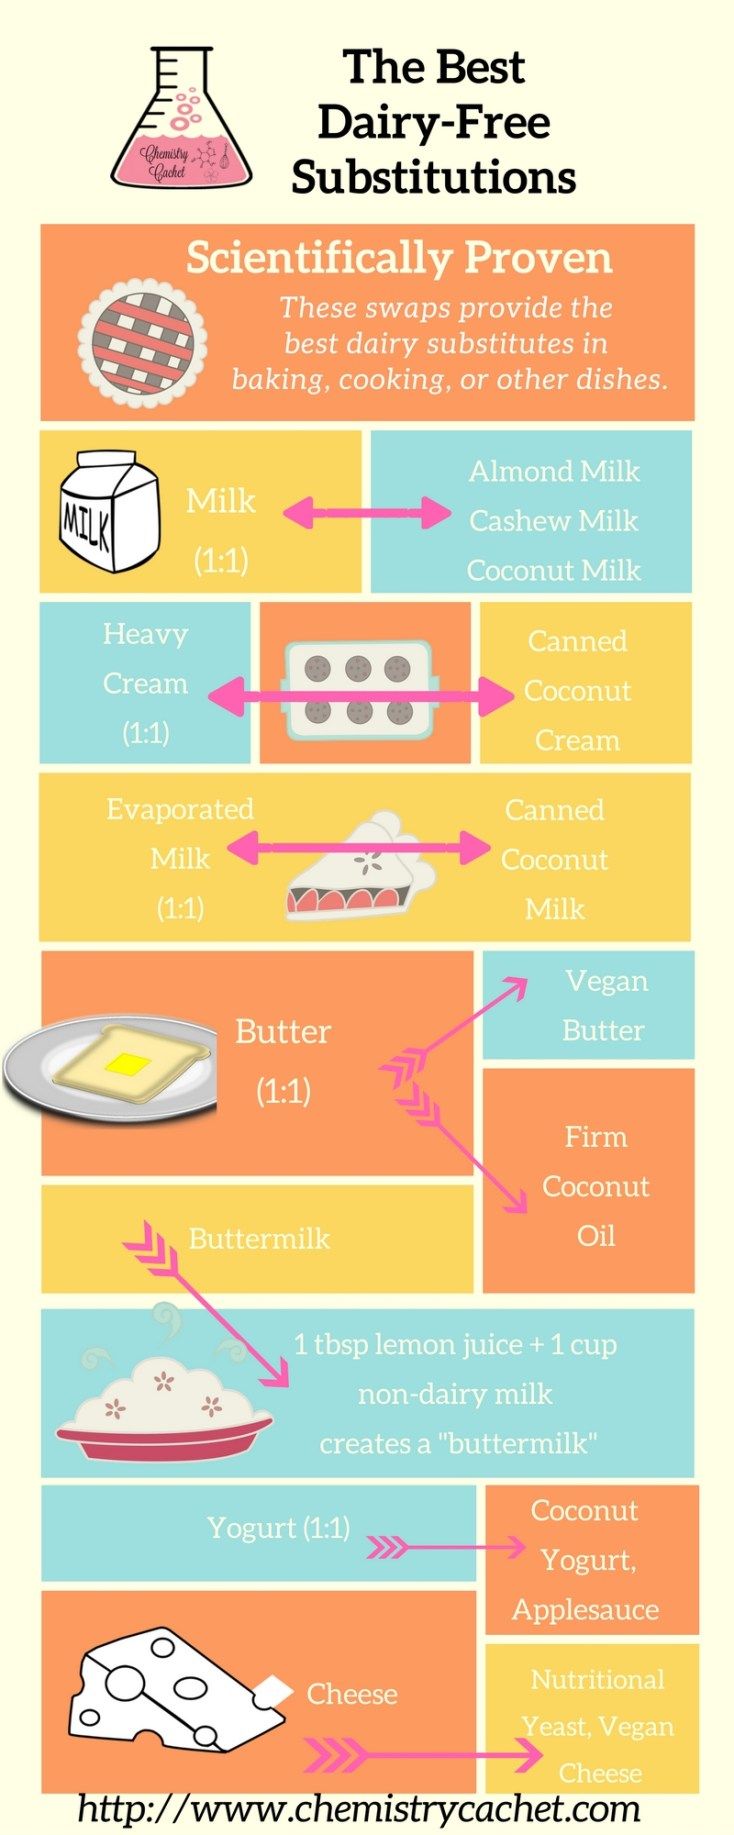 Chemistry
Cachet
The Best
Dairy-Free
Substitutions
Scientifically Proven
These swaps provide the
best dairy substitutes in
baking, cooking, or other dishes.
MILK
Milk
(1:1)
Almond Milk
Cashew Milk
Coconut Milk
Heavy
Cream
(1:1)
Canned
Coconut
Cream
Evaporated
Milk
(1:1)
Canned
Coconut
Milk
Butter
(1:1)
Vegan
Butter
Firm
Coconut
Oil
Buttermilk
1 tbsp lemon juice + 1 cup
non-dairy milk
creates a "buttermilk"
Yogurt (1:1)
Coconut
Yogurt,
Applesauce
Cheese
Nutritional
Yeast, Vegan
Cheese
http://www.chemistrycachet.com